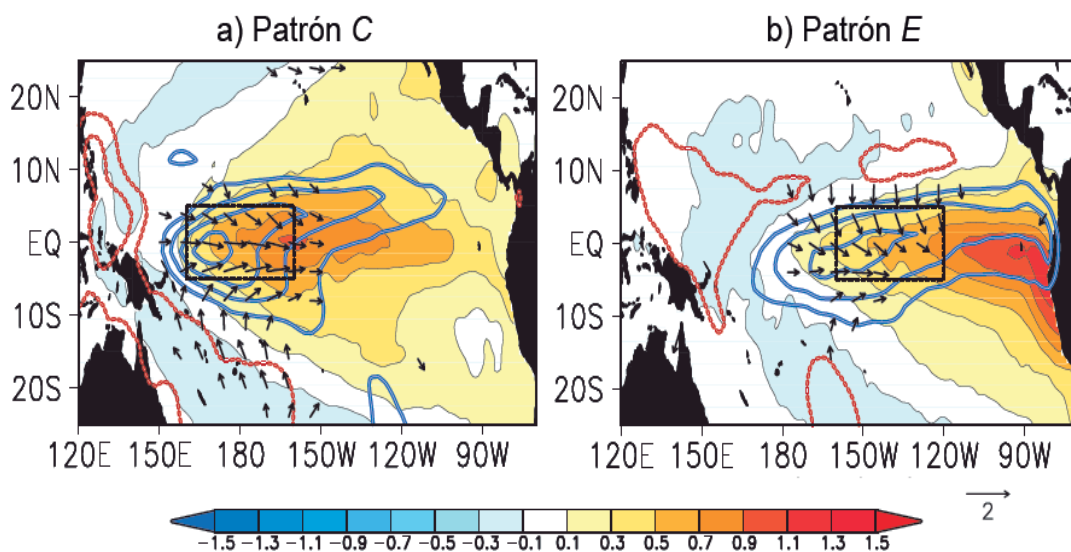 a) Patrón C
b) Patrón E
20N
10N
EQ
10S
20S
120E 150E 180 150W 120W 90W
20N
10N
EQ
10S
20S
120E 150E 180 150W 120W 90W
2
-1.5 -1.3 -1.1 -0.9 -0.7 -0.5 -0.3 -0.1 0.1 0.3 0.5 0.7 0.9 1.1 1.3 1.5